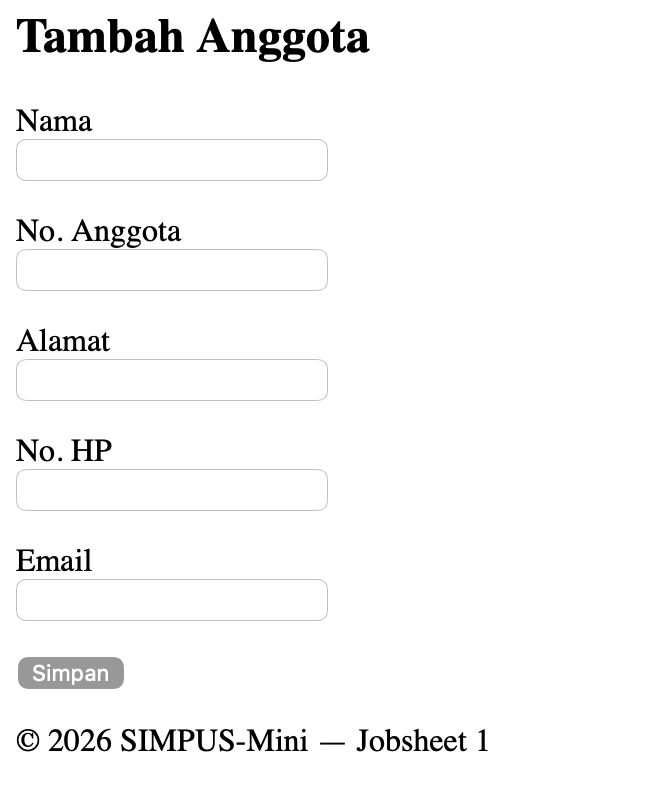 Tambah Anggota
Nama
No. Anggota
Alamat
No. HP
Email
Simpan
© 2026 SIMPUS-Mini — Jobsheet 1